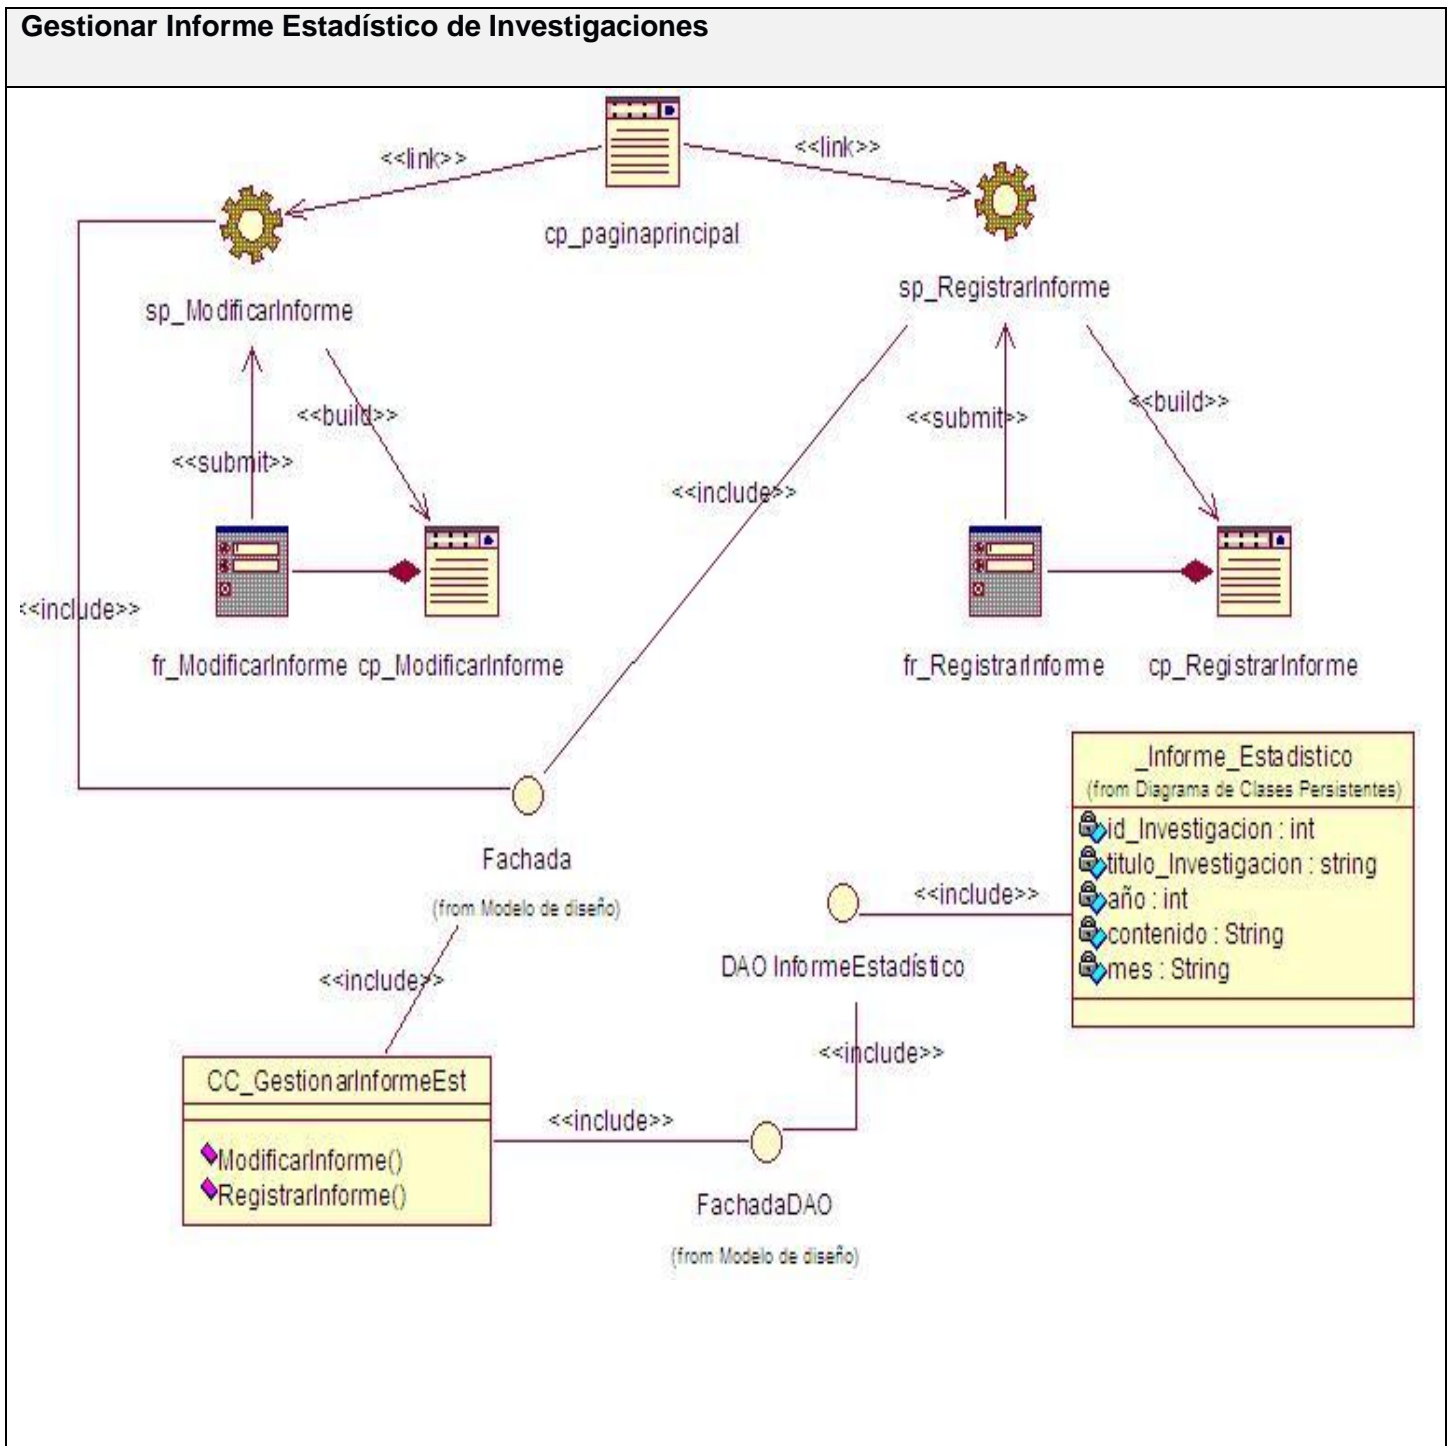 Gestionar Informe Estadístico de Investigaciones
<<link>>
<<link>>
cp_paginaprincipal
sp_ModificarInforme
sp_RegistrarInforme
<<build>>
<<submit>>
<<build>>
<<submit>>
<<include>>
<<include>>
fr_ModificarInforme
cp_ModificarInforme
fr_RegistrarInforme
cp_RegistrarInforme
_Informe_Estadistico
(from Diagrama de Clases Persistentes)
id_Investigacion : int
titulo_Investigacion : string
año : int
contenido : String
mes : String
Fachada
(from Modelo de diseño)
<<include>>
DAO InformeEstadístico
<<include>>
<<include>>
CC_GestionarInformeEst
ModificarInforme()
RegistrarInforme()
<<include>>
FachadaDAO
(from Modelo de diseño)